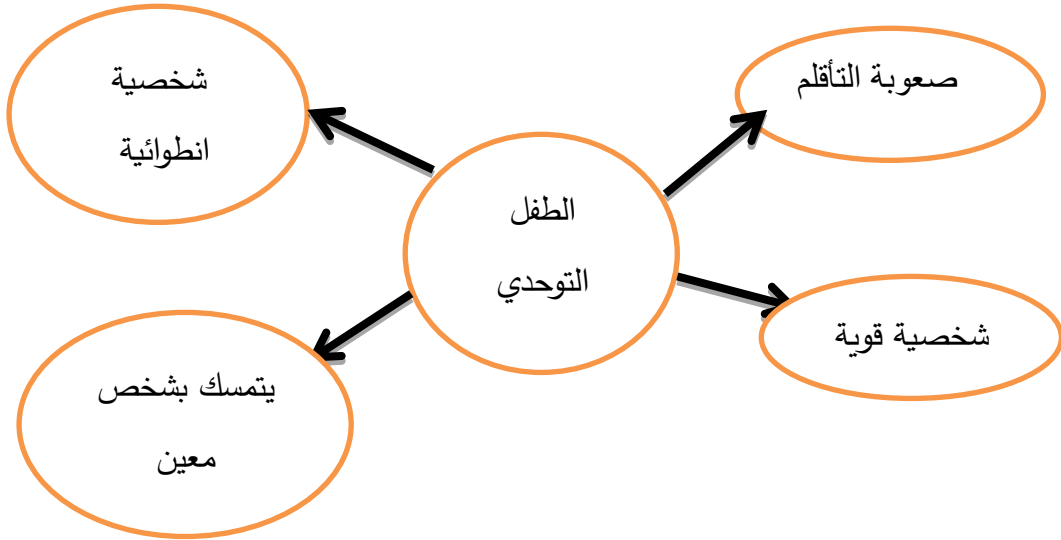 صعوبة التأقلم
شخصية
انطوائية
الطفل
التوحدي
شخصية قوية
يتمسك بشخص
معين